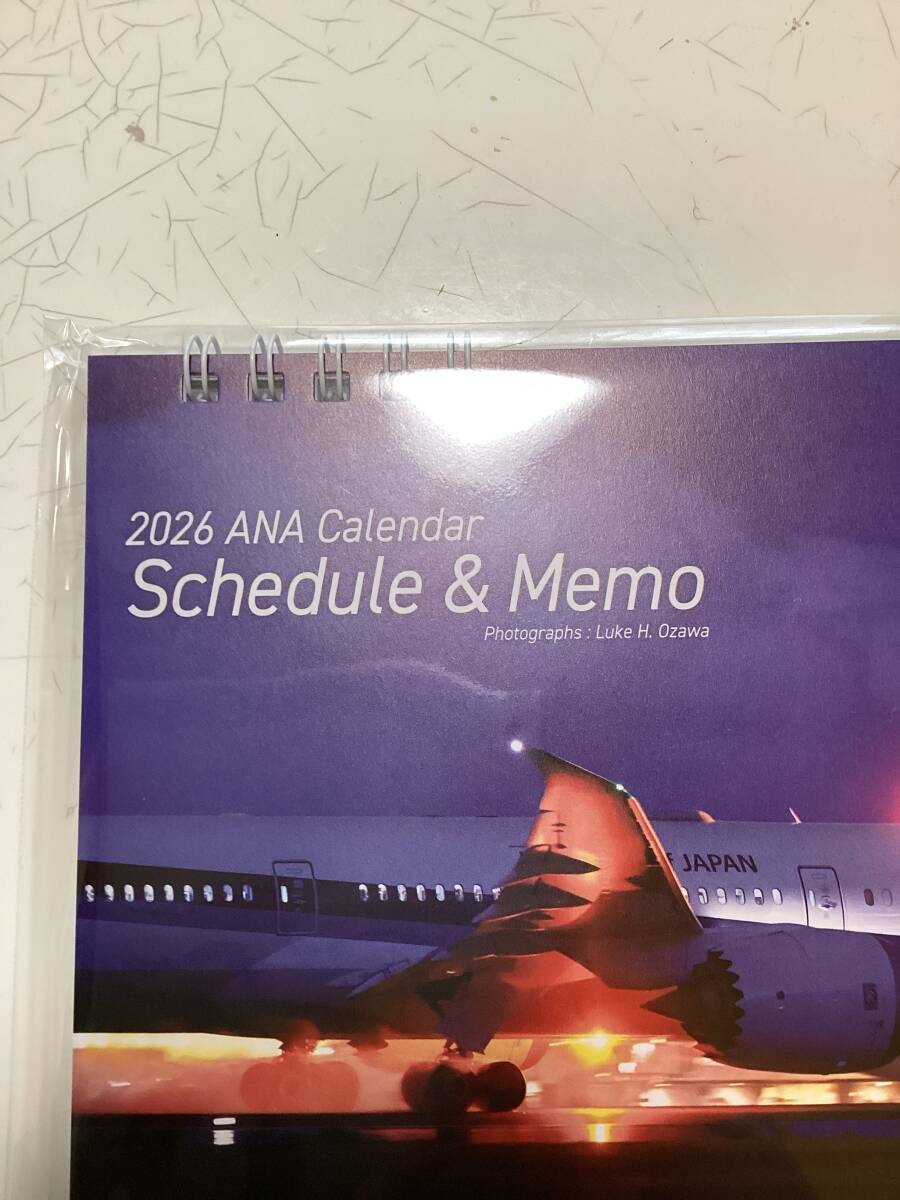 2026 ANA Calendar
Schedule & Memo
Photographs : Luke H. Ozawa
JAPAN